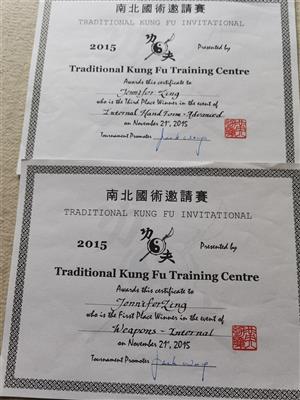 南北國術邀請賽
TRADITIONAL KUNG FU INVITATIONAL
2015 功夫 Presented by
Traditional Kung Fu Training Centre
Awards this certificate to
Jennifer Ling
who is the Third Place Winner in the event of
Internal Hand Form - Advanced
on November 21st, 2015
Tournament Promoter
南北國術邀請賽
TRADITIONAL KUNG FU INVITATIONAL
2015 功夫 Presented by
Traditional Kung Fu Training Centre
Awards this certificate to
Jennifer Ling
who is the First Place Winner in the event of
Weapons - Internal
on November 21st, 2015
Tournament Promoter